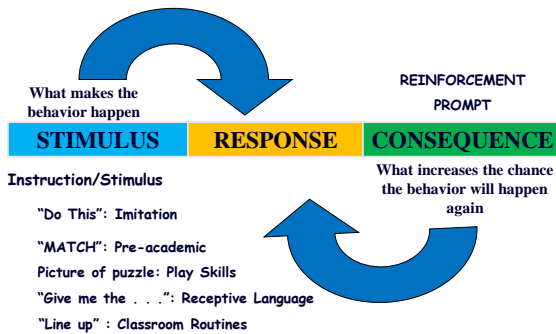 What makes the
behavior happen
REINFORCEMENT
PROMPT
STIMULUS RESPONSE CONSEQUENCE
What increases the chance
the behavior will happen
again
Instruction/Stimulus
“Do This”: Imitation
“MATCH”: Pre-academic
Picture of puzzle: Play Skills
“Give me the . . .”: Receptive Language
“Line up” : Classroom Routines